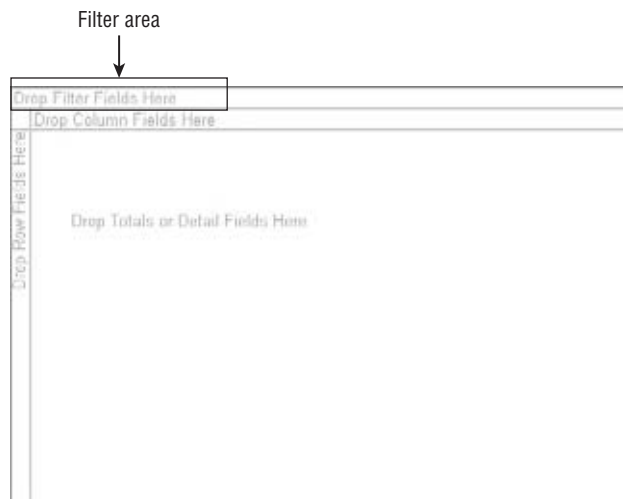 Filter area
Drop Filter Fields Here
Drop Column Fields Here
Drop Row Fields Here
Drop Totals or Detail Fields Here